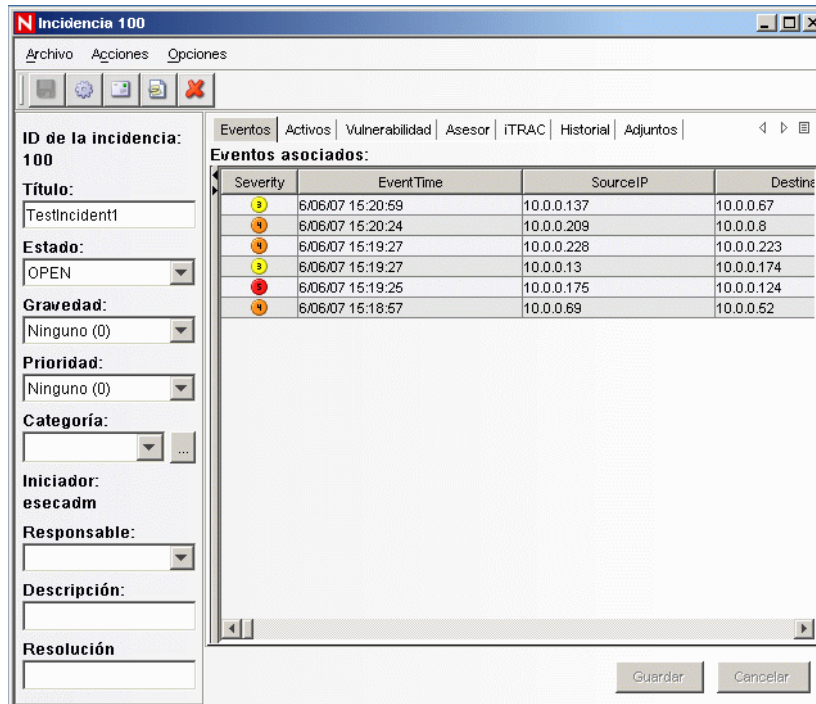 N Incidencia 100
Archivo Acciones Opciones
ID de la incidencia:
100
Título:
TestIncident1
Estado:
OPEN
Gravedad:
Ninguno (0)
Prioridad:
Ninguno (0)
Categoría:
...
Iniciador:
esecadm
Responsable:
Descripción:
Resolución
Eventos Activos Vulnerabilidad Asesor iTRAC Historial Adjuntos
Eventos asociados:
Severity EventTime SourceIP Destina
3 6/06/07 15:20:59 10.0.0.137 10.0.0.67
4 6/06/07 15:20:24 10.0.0.209 10.0.0.8
4 6/06/07 15:19:27 10.0.0.228 10.0.0.223
3 6/06/07 15:19:27 10.0.0.13 10.0.0.174
5 6/06/07 15:19:25 10.0.0.175 10.0.0.124
4 6/06/07 15:18:57 10.0.0.69 10.0.0.52
Guardar Cancelar